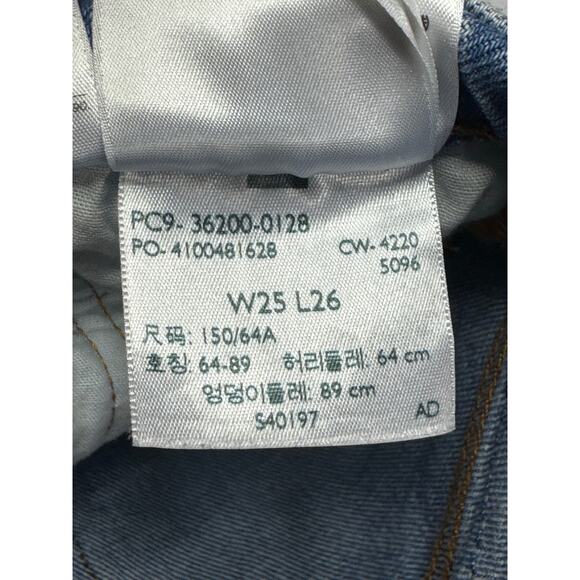 PC9- 36200-0128
PO- 4100481628 CW- 4220
5096
W25 L26
尺码: 150/64A
호칭: 64-89 허리둘레: 64 cm
엉덩이둘레: 89 cm
S40197 AD